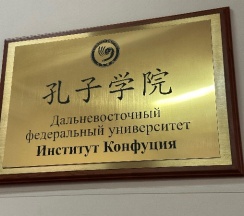 孔子学院
Дальневосточный
федеральный университет
Институт Конфуция